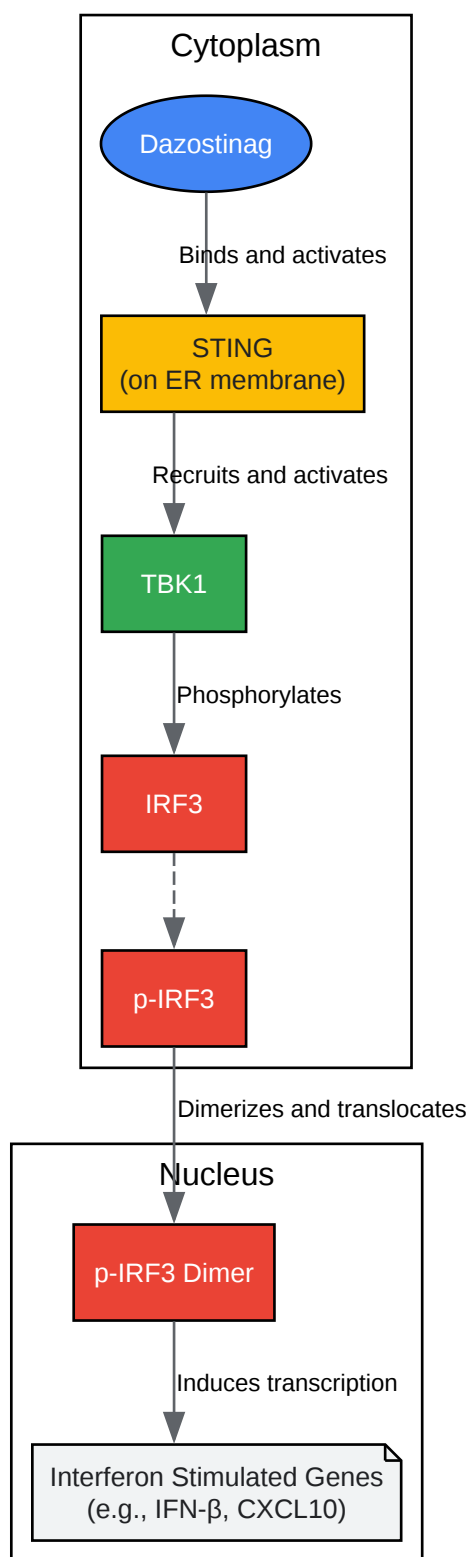 Cytoplasm
Dazostinag
Binds and activates
STING
(on ER membrane)
Recruits and activates
TBK1
Phosphorylates
IRF3
p-IRF3
Dimerizes and translocates
Nucleus
p-IRF3 Dimer
Induces transcription
Interferon Stimulated Genes
(e.g., IFN-β, CXCL10)